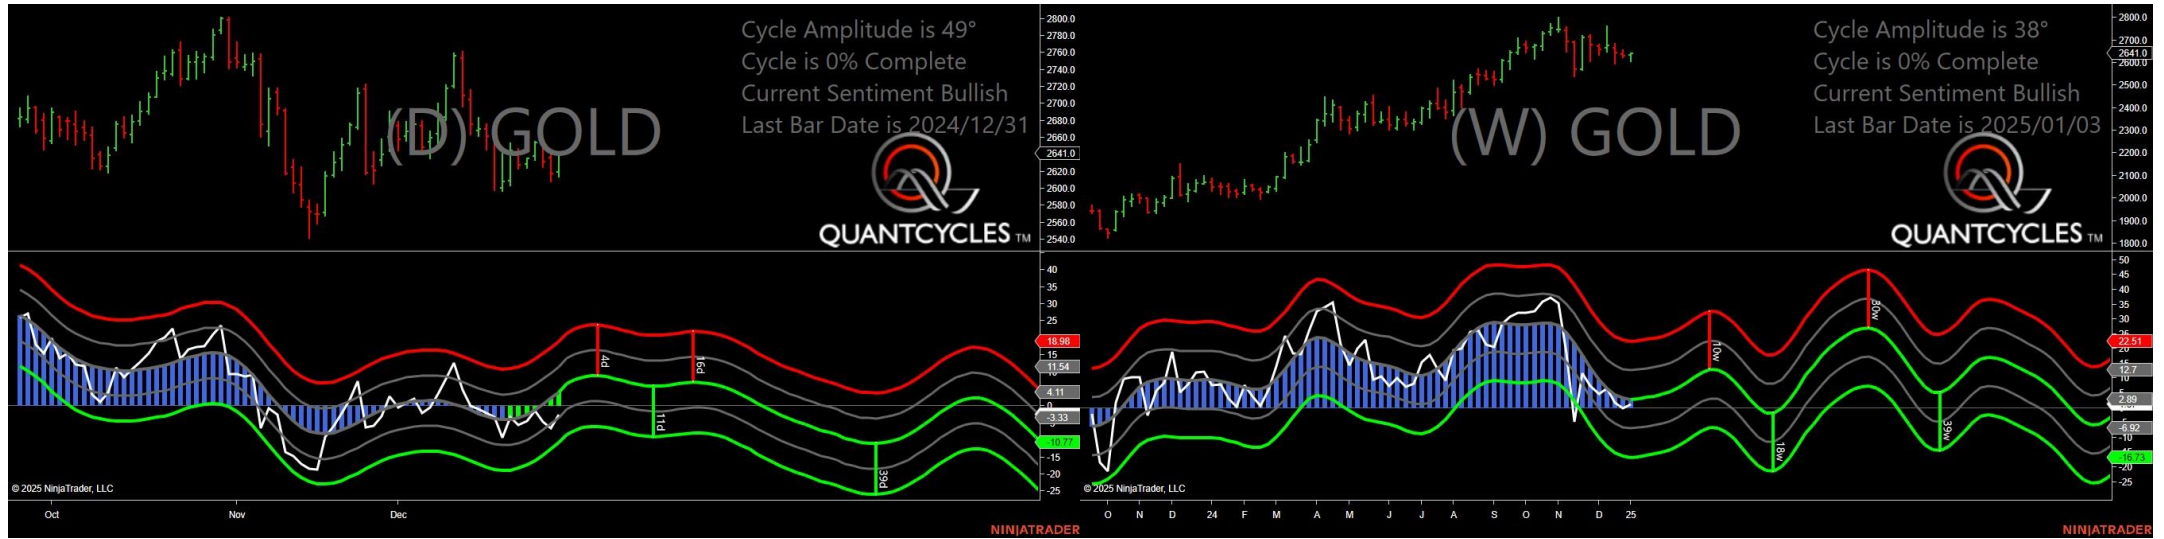 Cycle Amplitude is 49°
Cycle is 0% Complete
Current Sentiment Bullish
Last Bar Date is 2024/12/31
(D) GOLD
QUANTCYCLES TM
2800.0
2780.0
2760.0
2740.0
2720.0
2700.0
2680.0
2660.0
2641.0
2620.0
2600.0
2580.0
2560.0
2540.0
40
35
30
25
18.98
15
11.54
4.11
0
-3.33
-10.77
-15
-20
-25
4d
11d
16d
39d
© 2025 NinjaTrader, LLC
Oct
Nov
Dec
NINJATRADER
Cycle Amplitude is 38°
Cycle is 0% Complete
Current Sentiment Bullish
Last Bar Date is 2025/01/03
(W) GOLD
QUANTCYCLES TM
2800.0
2700.0
2641.0
2600.0
2500.0
2400.0
2300.0
2200.0
2100.0
2000.0
1900.0
1800.0
50
45
40
35
30
22.51
20
15
12.7
10
2.89
-6.92
-10
-16.73
-20
-25
10w
18w
30w
39w
© 2025 NinjaTrader, LLC
O N D 24 F M A M J J A S O N D 25
NINJATRADER